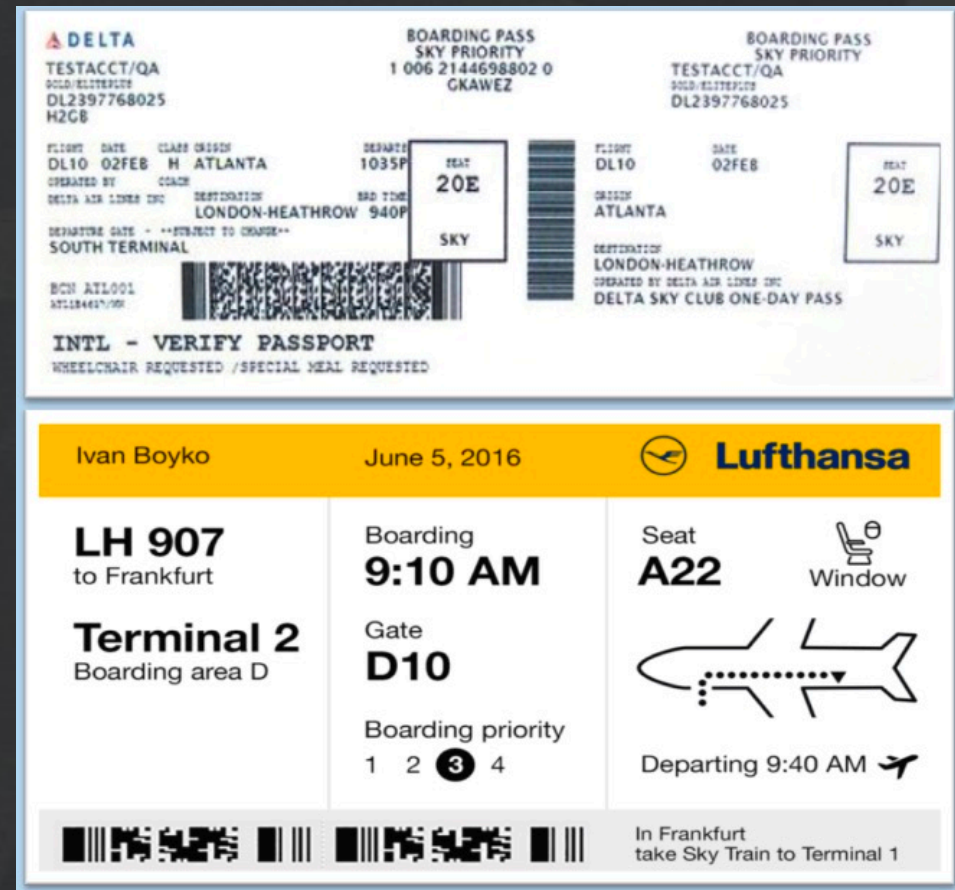 DELTA
BOARDING PASS
SKY PRIORITY
1 006 2144698802 0
GKAWEZ
TESTACCT/QA
GOLD/ELITEPLUS
DL2397768025
H2GB
FLIGHT DATE CLASS ORIGIN DEPARTS
DL10 02FEB H ATLANTA 1035P
OPERATED BY COACH
DELTA AIR LINES INC DESTINATION BRD TIME
LONDON-HEATHROW 940P
DEPARTURE GATE - **SUBJECT TO CHANGE**
SOUTH TERMINAL
SEAT
20E
SKY
BCN ATL001
INTL - VERIFY PASSPORT
WHEELCHAIR REQUESTED /SPECIAL MEAL REQUESTED
BOARDING PASS
SKY PRIORITY
TESTACCT/QA
GOLD/ELITEPLUS
DL2397768025
FLIGHT DATE
DL10 02FEB
ORIGIN
ATLANTA
DESTINATION
LONDON-HEATHROW
OPERATED BY DELTA AIR LINES INC
DELTA SKY CLUB ONE-DAY PASS
SEAT
20E
SKY
Ivan Boyko June 5, 2016 Lufthansa
LH 907
to Frankfurt
Terminal 2
Boarding area D
Boarding
9:10 AM
Gate
D10
Boarding priority
1 2 3 4
Seat
A22
Window
Departing 9:40 AM
In Frankfurt
take Sky Train to Terminal 1